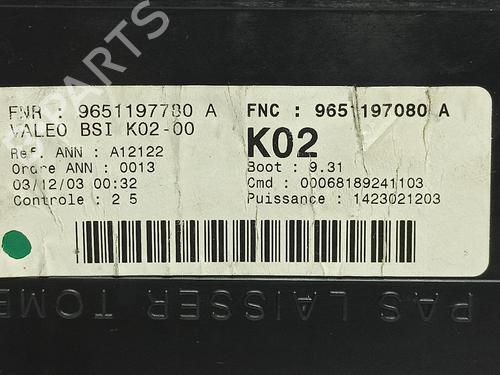 PARTS
FNR : 9651197780 A
VALEO BSI K02-00
Ref. ANN : A12122
Ordre ANN : 0013
03/12/03 00:32
Controle : 2 5
FNC : 9651197080 A
K02
Boot : 9.31
Cmd : 00068189241103
Puissance : 1423021203
PAS LAISSER TOMB